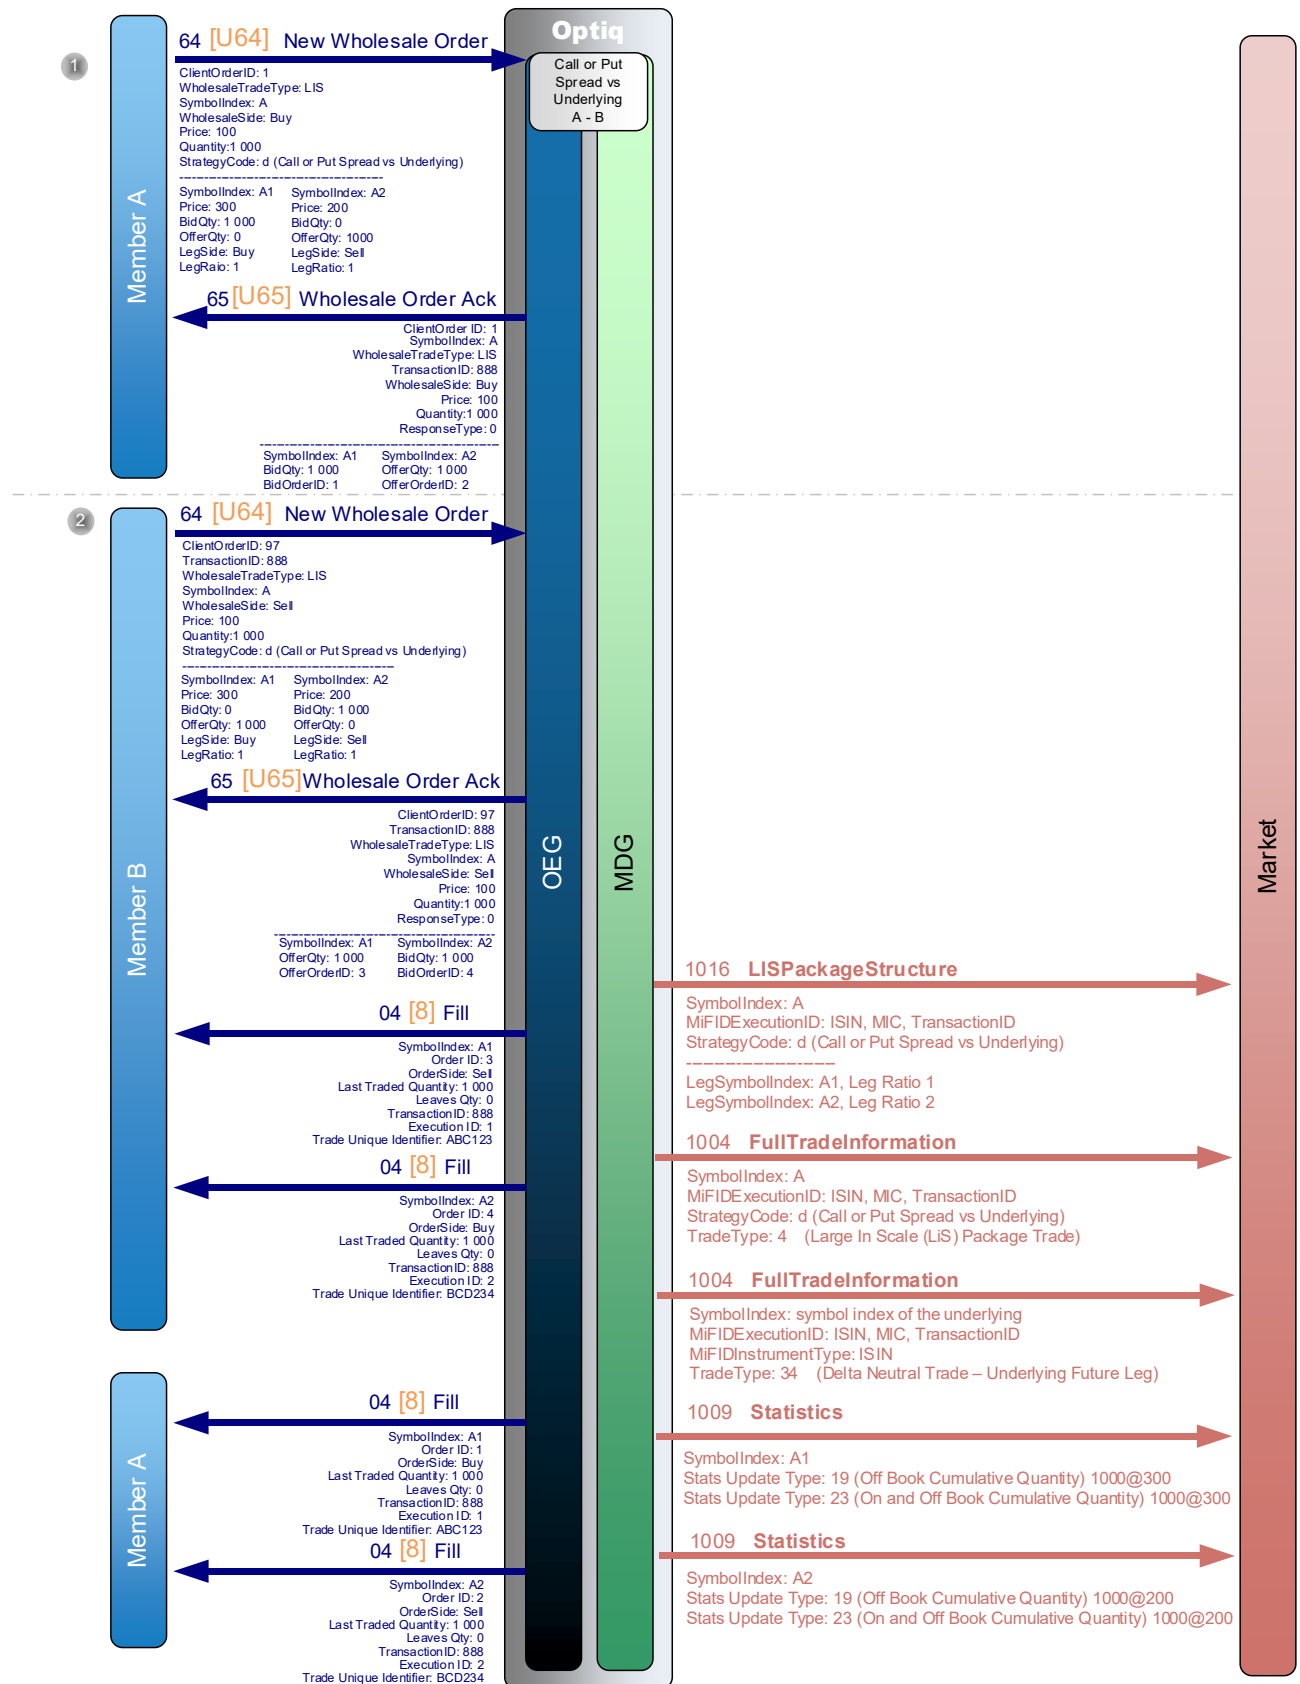 Optiq
Call or Put
Spread vs
Underlying
A - B
OEG
MDG
Market
1
Member A
64 [U64] New Wholesale Order
ClientOrderID: 1
WholesaleTradeType: LIS
SymbolIndex: A
WholesaleSide: Buy
Price: 100
Quantity:1 000
StrategyCode: d (Call or Put Spread vs Underlying)
------------------------------------------------
SymbolIndex: A1 SymbolIndex: A2
Price: 300 Price: 200
BidQty: 1 000 BidQty: 0
OfferQty: 0 OfferQty: 1000
LegSide: Buy LegSide: Sell
LegRaio: 1 LegRatio: 1
65 [U65] Wholesale Order Ack
ClientOrder ID: 1
SymbolIndex: A
WholesaleTradeType: LIS
TransactionID: 888
WholesaleSide: Buy
Price: 100
Quantity:1 000
ResponseType: 0
------------------------------------------------
SymbolIndex: A1 SymbolIndex: A2
BidQty: 1 000 OfferQty: 1 000
BidOrderID: 1 OfferOrderID: 2
2
Member B
64 [U64] New Wholesale Order
ClientOrderID: 97
TransactionID: 888
WholesaleTradeType: LIS
SymbolIndex: A
WholesaleSide: Sell
Price: 100
Quantity:1 000
StrategyCode: d (Call or Put Spread vs Underlying)
------------------------------------------------
SymbolIndex: A1 SymbolIndex: A2
Price: 300 Price: 200
BidQty: 0 BidQty: 1 000
OfferQty: 1 000 OfferQty: 0
LegSide: Buy LegSide: Sell
LegRatio: 1 LegRatio: 1
65 [U65] Wholesale Order Ack
ClientOrderID: 97
TransactionID: 888
WholesaleTradeType: LIS
SymbolIndex: A
WholesaleSide: Sell
Price: 100
Quantity:1 000
ResponseType: 0
------------------------------------------------
SymbolIndex: A1 SymbolIndex: A2
OfferQty: 1 000 BidQty: 1 000
OfferOrderID: 3 BidOrderID: 4
04 [8] Fill
SymbolIndex: A1
Order ID: 3
OrderSide: Sell
Last Traded Quantity: 1 000
Leaves Qty: 0
TransactionID: 888
Execution ID: 1
Trade Unique Identifier: ABC123
04 [8] Fill
SymbolIndex: A2
Order ID: 4
OrderSide: Buy
Last Traded Quantity: 1 000
Leaves Qty: 0
TransactionID: 888
Execution ID: 2
Trade Unique Identifier: BCD234
Member A
04 [8] Fill
SymbolIndex: A1
Order ID: 1
OrderSide: Buy
Last Traded Quantity: 1 000
Leaves Qty: 0
TransactionID: 888
Execution ID: 1
Trade Unique Identifier: ABC123
04 [8] Fill
SymbolIndex: A2
Order ID: 2
OrderSide: Sell
Last Traded Quantity: 1 000
Leaves Qty: 0
TransactionID: 888
Execution ID: 2
Trade Unique Identifier: BCD234
1016 LISPackageStructure
SymbolIndex: A
MiFIDExecutionID: ISIN, MIC, TransactionID
StrategyCode: d (Call or Put Spread vs Underlying)
--------------------------
LegSymbolIndex: A1, Leg Ratio 1
LegSymbolIndex: A2, Leg Ratio 2
1004 FullTradeInformation
SymbolIndex: A
MiFIDExecutionID: ISIN, MIC, TransactionID
StrategyCode: d (Call or Put Spread vs Underlying)
TradeType: 4 (Large In Scale (LiS) Package Trade)
1004 FullTradeInformation
SymbolIndex: symbol index of the underlying
MiFIDExecutionID: ISIN, MIC, TransactionID
MiFIDInstrumentType: ISIN
TradeType: 34 (Delta Neutral Trade – Underlying Future Leg)
1009 Statistics
SymbolIndex: A1
Stats Update Type: 19 (Off Book Cumulative Quantity) 1000@300
Stats Update Type: 23 (On and Off Book Cumulative Quantity) 1000@300
1009 Statistics
SymbolIndex: A2
Stats Update Type: 19 (Off Book Cumulative Quantity) 1000@200
Stats Update Type: 23 (On and Off Book Cumulative Quantity) 1000@200